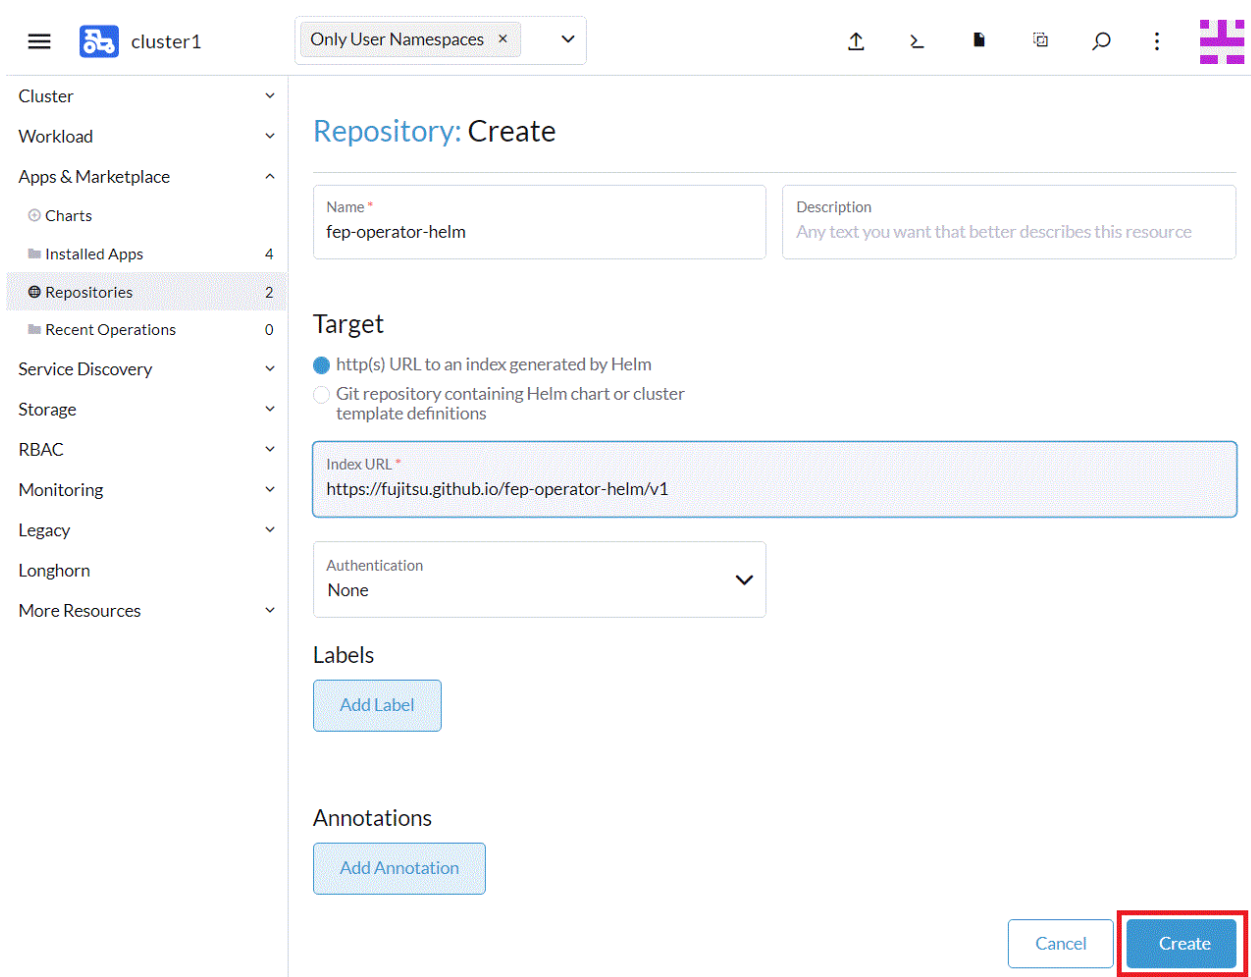 cluster1
Only User Namespaces ×
Cluster
Workload
Apps & Marketplace
Charts
Installed Apps 4
Repositories 2
Recent Operations 0
Service Discovery
Storage
RBAC
Monitoring
Legacy
Longhorn
More Resources
Repository: Create
Name *
fep-operator-helm
Description
Any text you want that better describes this resource
Target
http(s) URL to an index generated by Helm
Git repository containing Helm chart or cluster
template definitions
Index URL *
https://fujitsu.github.io/fep-operator-helm/v1
Authentication
None
Labels
Add Label
Annotations
Add Annotation
Cancel
Create